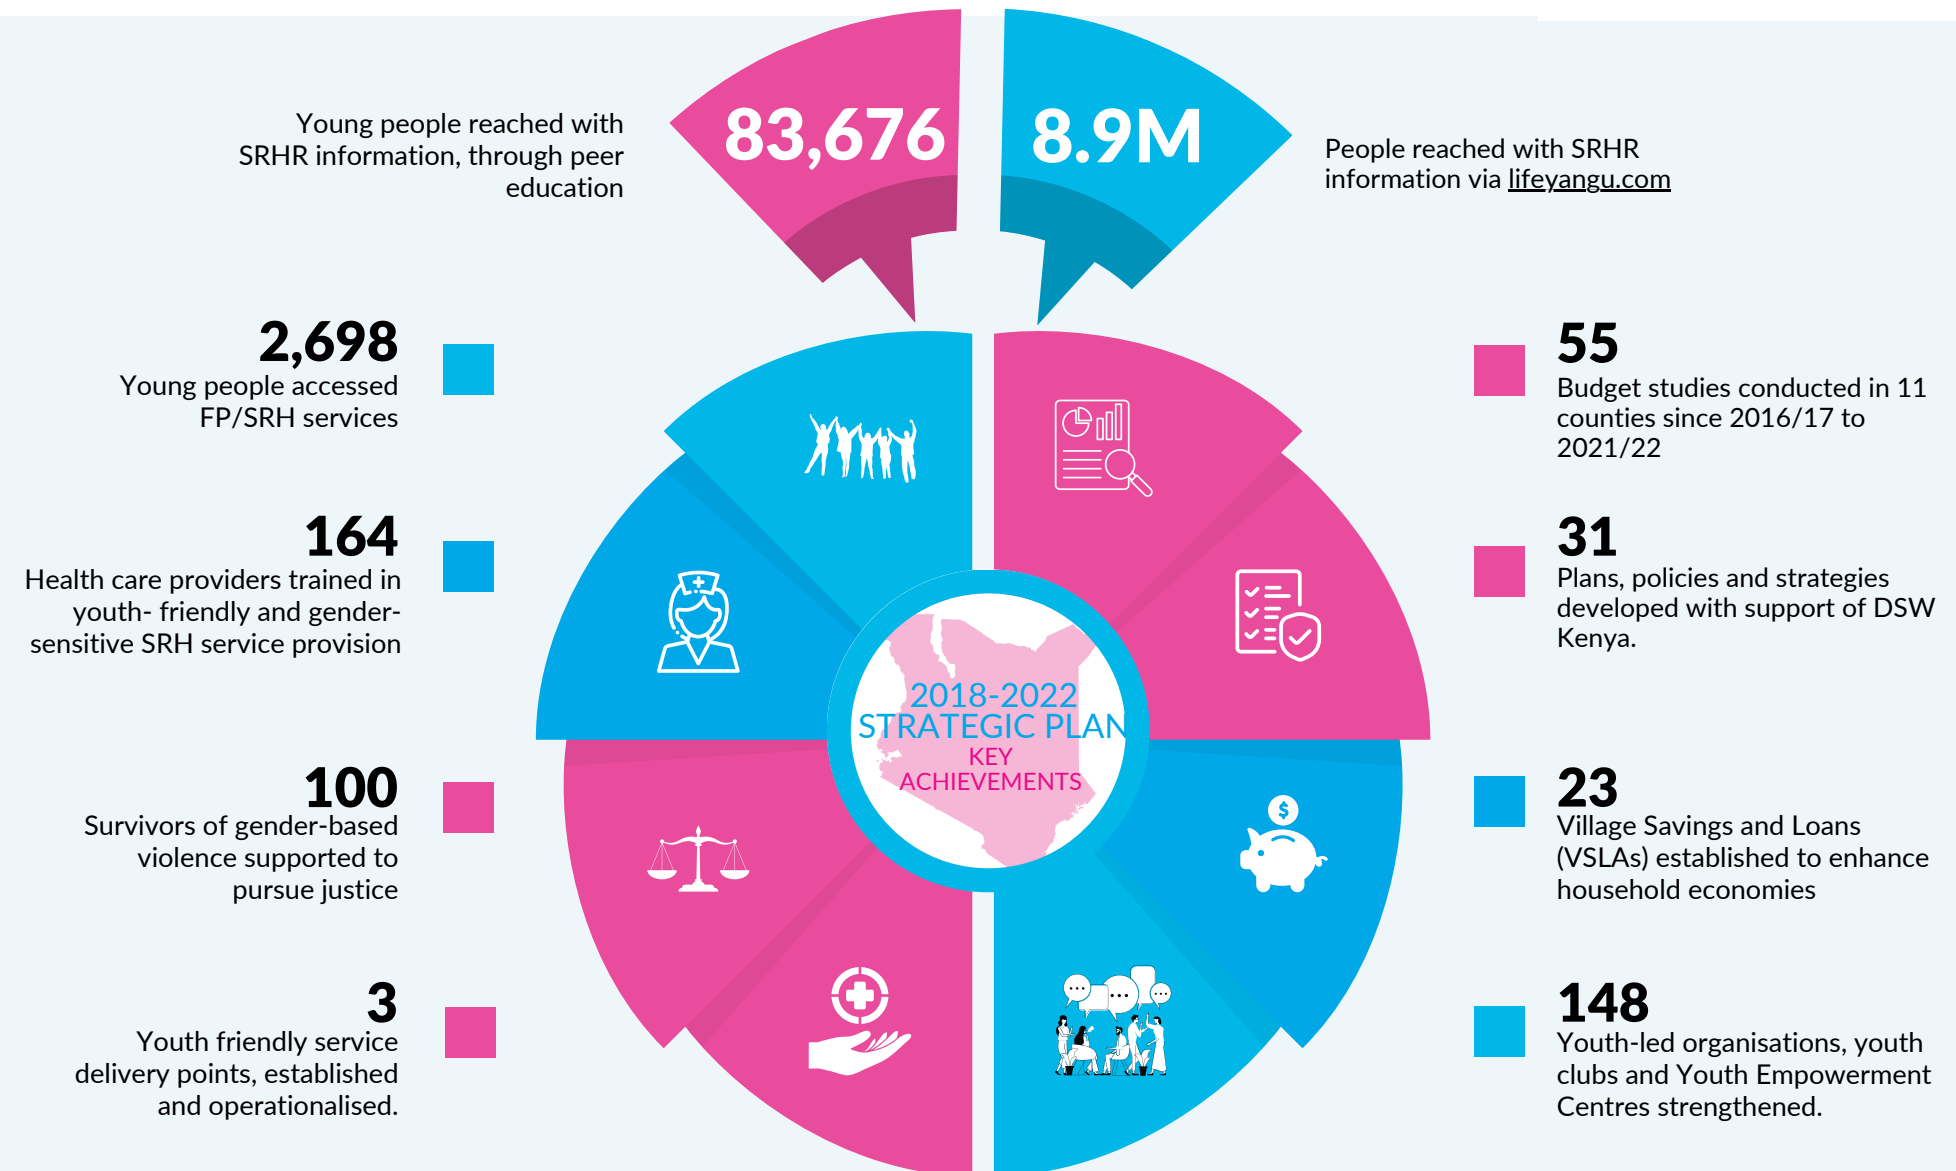 83,676
8.9M
Young people reached with
SRHR information, through peer
education
People reached with SRHR
information via lifeyangu.com
2,698
Young people accessed
FP/SRH services
164
Health care providers trained in
youth- friendly and gender-
sensitive SRH service provision
100
Survivors of gender-based
violence supported to
pursue justice
3
Youth friendly service
delivery points, established
and operationalised.
2018-2022
STRATEGIC PLAN
KEY
ACHIEVEMENTS
$
55
Budget studies conducted in 11
counties since 2016/17 to
2021/22
31
Plans, policies and strategies
developed with support of DSW
Kenya.
23
Village Savings and Loans
(VSLAs) established to enhance
household economies
148
Youth-led organisations, youth
clubs and Youth Empowerment
Centres strengthened.